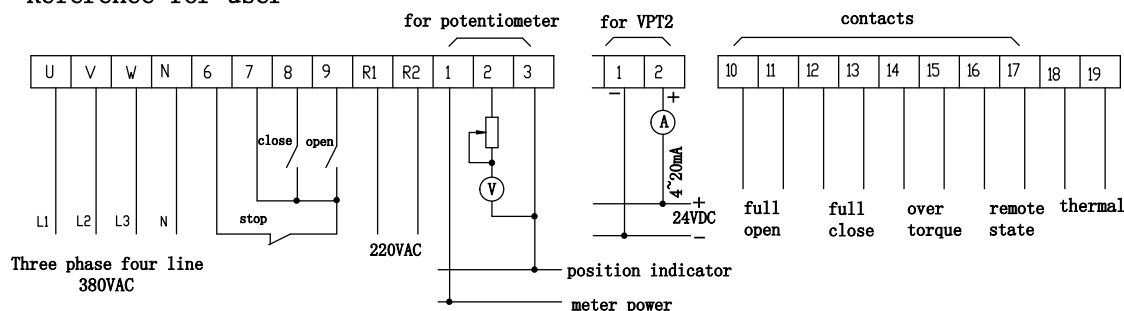 Reference for user
for potentiometer for VPT2 contacts
U V W N 6 7 8 9 R1 R2 1 2 3 1 2 10 11 12 13 14 15 16 17 18 19
− +
close open A
4~20mA
V
+
24VDC
−
L1 L2 L3 N
stop
220VAC
full open
full close
over torque
remote state
thermal
Three phase four line
380VAC
position indicator
meter power